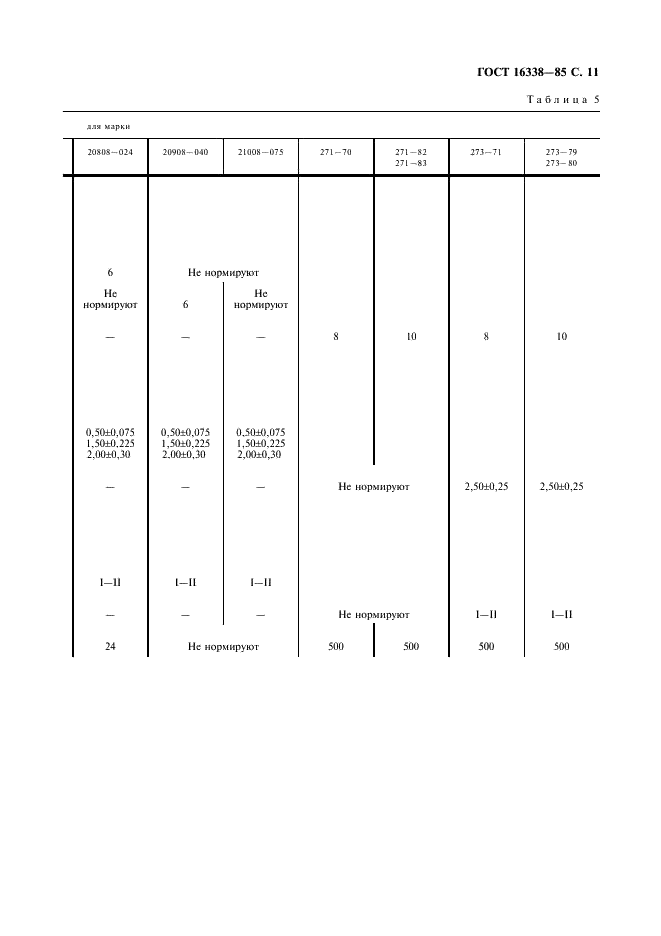 ГОСТ 16338—85 С. 11
Таблица 5
для марки
20808—024 20908—040 21008—075 271—70 271—82 273—71 273—79
271—83 273—80
6 Не нормируют
Не Не
нормируют 6 нормируют
— — — 8 10 8 10
0,50±0,075 0,50±0,075 0,50±0,075
1,50±0,225 1,50±0,225 1,50±0,225
2,00±0,30 2,00±0,30 2,00±0,30
— — — Не нормируют 2,50±0,25 2,50±0,25
I—II I—II I—II
— — — Не нормируют I—II I—II
24 Не нормируют 500 500 500 500